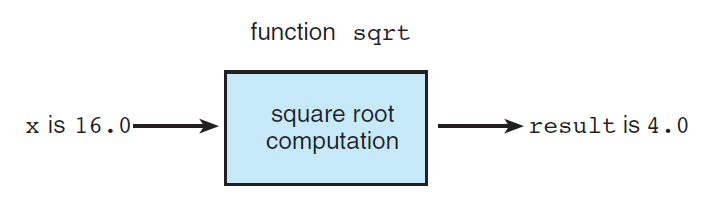 function sqrt
x is 16.0
square root
computation
result is 4.0